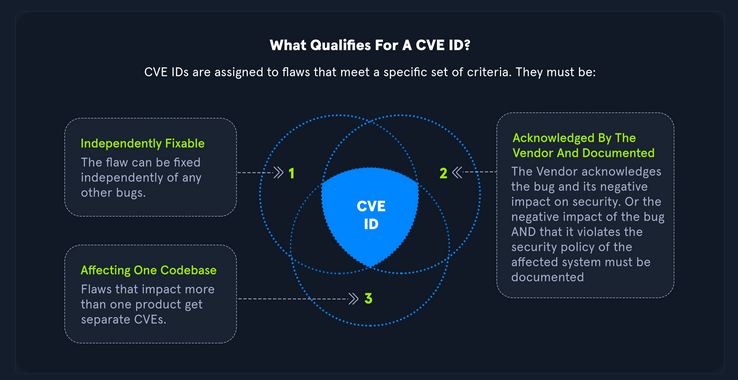 What Qualifies For A CVE ID?
CVE IDs are assigned to flaws that meet a specific set of criteria. They must be:
Independently Fixable
The flaw can be fixed
independently of any
other bugs.
1
CVE
ID
2
Acknowledged By The
Vendor And Documented
The Vendor acknowledges
the bug and its negative
impact on security. Or the
negative impact of the bug
AND that it violates the
security policy of the
affected system must be
documented
Affecting One Codebase
Flaws that impact more
than one product get
separate CVEs.
3